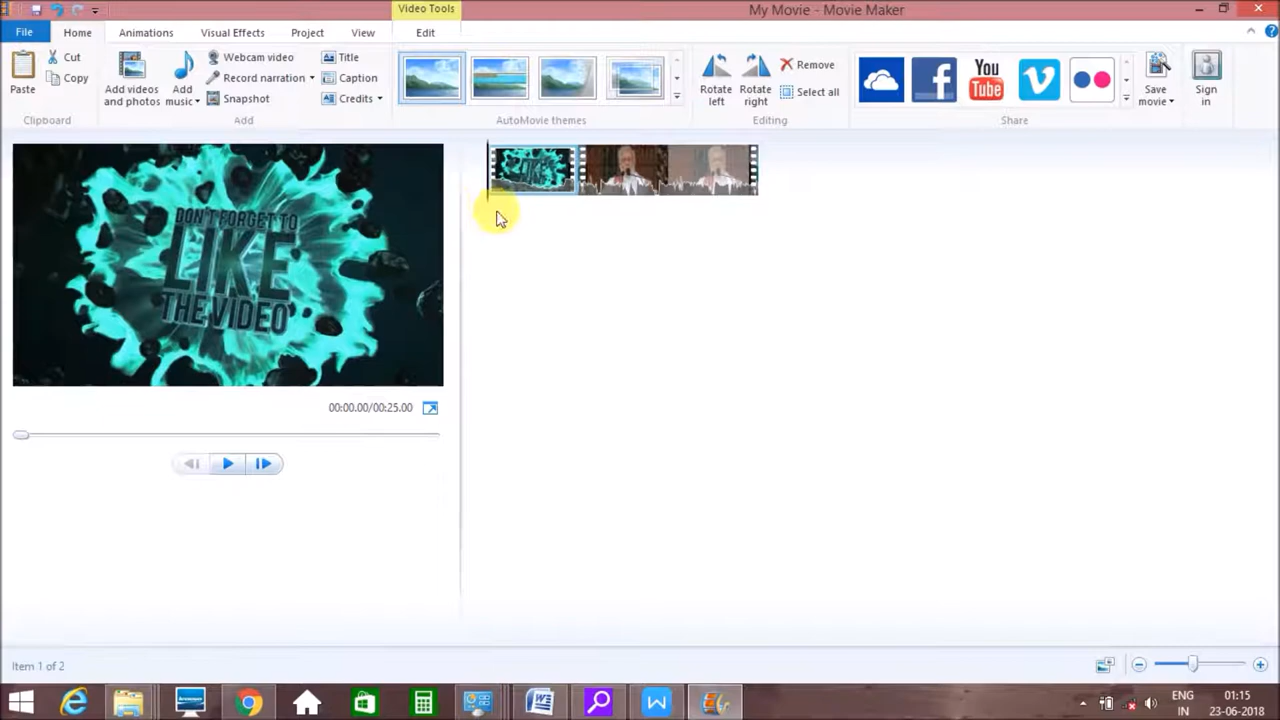 Video Tools
My Movie - Movie Maker
File
Home
Animations
Visual Effects
Project
View
Edit
Paste
Cut
Copy
Clipboard
Add videos
and photos
Add
music
Webcam video
Record narration
Snapshot
Title
Caption
Credits
Add
AutoMovie themes
Rotate
left
Rotate
right
Remove
Select all
Editing
You
Tube
Share
Save
movie
Sign
in
DON'T FORGET TO
LIKE
THE VIDEO
LIKE
00:00.00/00:25.00
Item 1 of 2
ENG
IN
01:15
23-06-2018